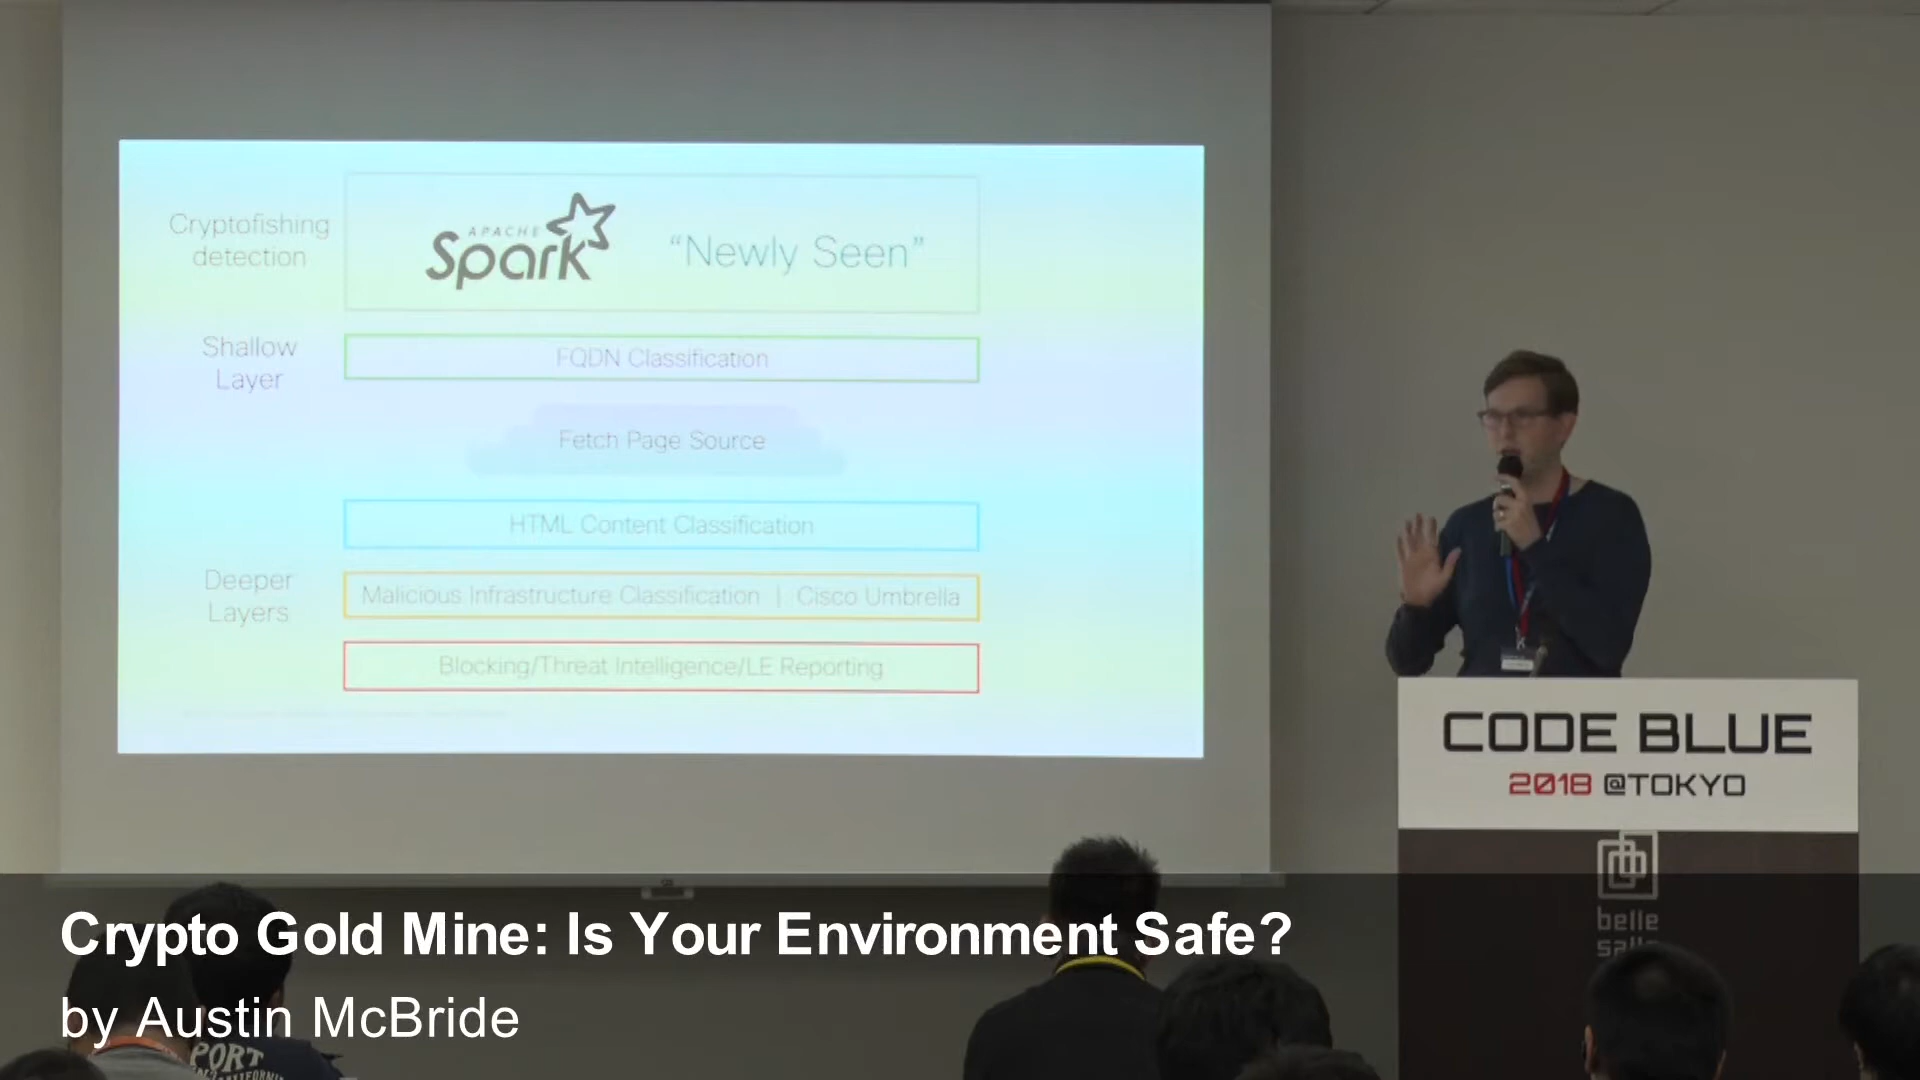 Cryptofishing
detection
APACHE
Spark
“Newly Seen”
Shallow
Layer
FQDN Classification
Fetch Page Source
HTML Content Classification
Deeper
Layers
Malicious Infrastructure Classification | Cisco Umbrella
Blocking/Threat Intelligence/LE Reporting
CODE BLUE
2018 @TOKYO
belle
Crypto Gold Mine: Is Your Environment Safe?
by Austin McBride
PORT